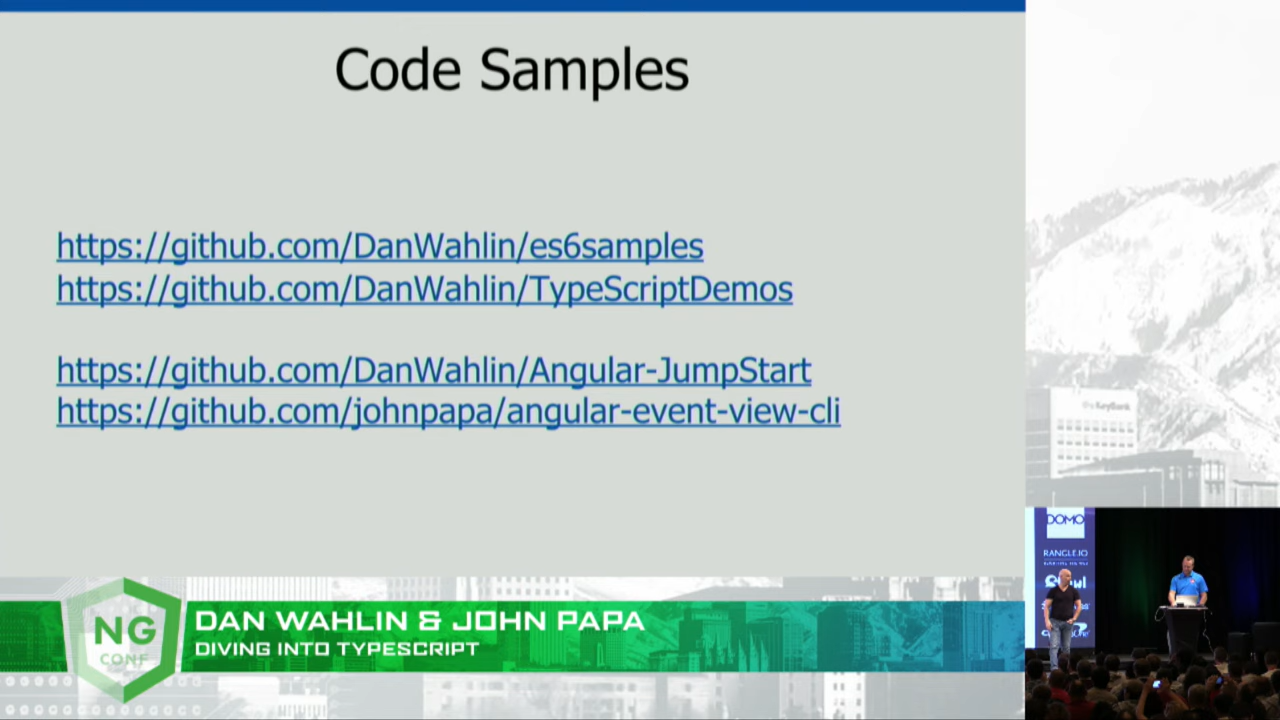 Code Samples
https://github.com/DanWahlin/es6samples
https://github.com/DanWahlin/TypeScriptDemos
https://github.com/DanWahlin/Angular-JumpStart
https://github.com/johnpapa/angular-event-view-cli
NG
CONF
DAN WAHLIN & JOHN PAPA
DIVING INTO TYPESCRIPT
KeyBank
DOMO
RANGLE.IO